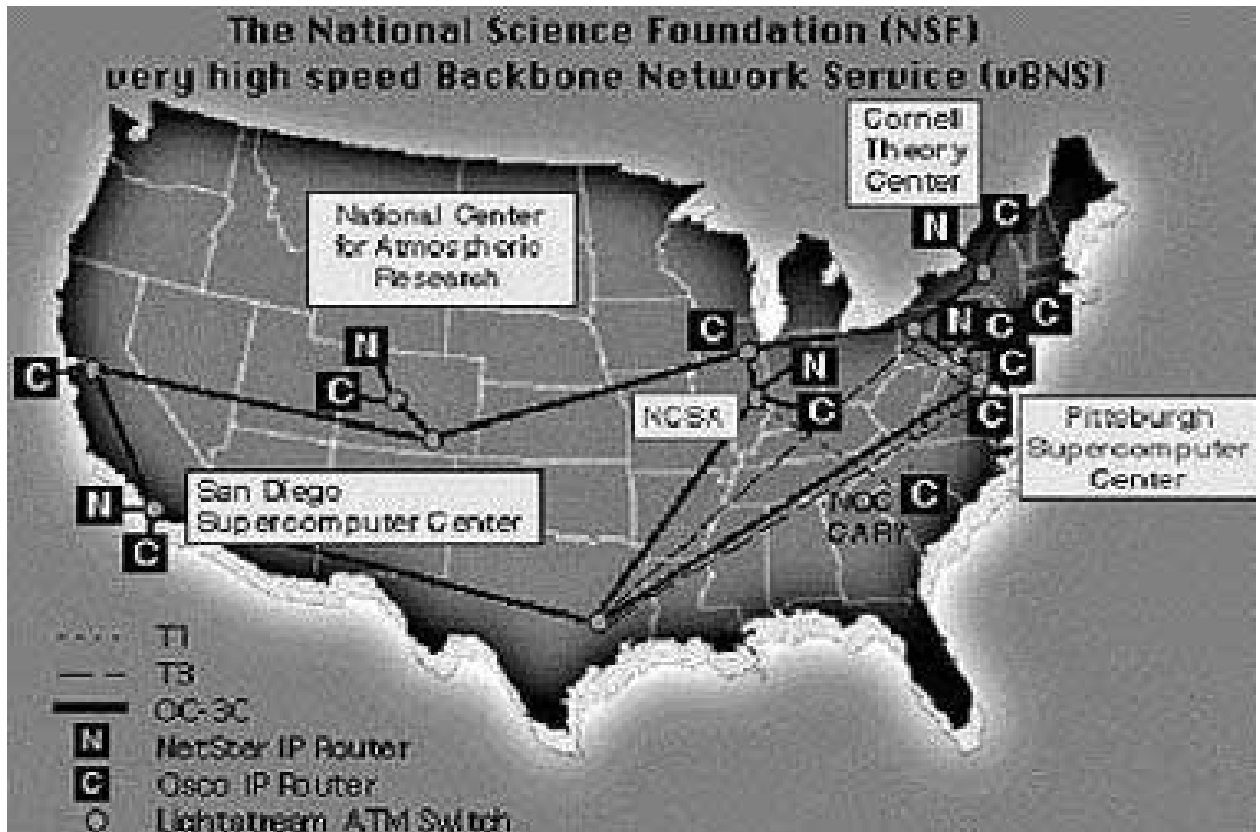 The National Science Foundation (NSF)
very high speed Backbone Network Service (vBNS)
Cornell
Theory
Center
N
C
National Center
for Atmospheric
Research
C
N
C
C
N
C
C
N
C
C
NCSA
C
C
Pittsburgh
Supercomputer
Center
San Diego
Supercomputer Center
N
C
NOC
CARY
C
T1
T3
OC-3C
N
NetStar IP Router
C
Cisco IP Router
Lightstream ATM Switch